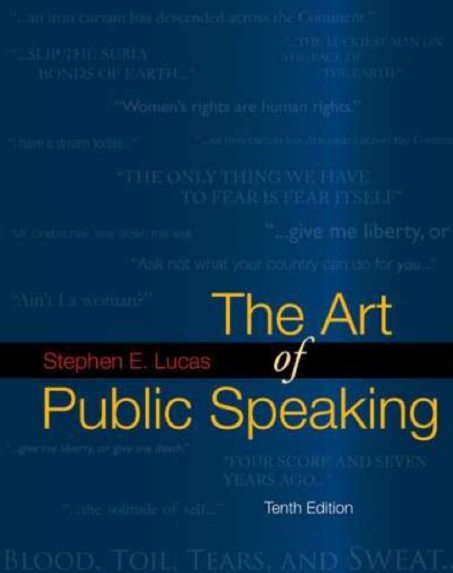 "...an iron curtain has descended across the Continent."
"...SLIP THE SURLY
BONDS OF EARTH..."
"...THE LUCKIEST MAN ON
THE FACE OF
THE EARTH"
"Women's rights are human rights."
"I have a dream today..."
"...an iron curtain has descended across the
"THE ONLY THING WE HAVE
TO FEAR IS FEAR ITSELF"
"Mr. Gorbachev, tear down this wall."
"...give me liberty, or
"Ask not what your country can do for you..."
"Ain't I a woman?"
The Art
Stephen E. Lucas
of
Public Speaking
"...give me liberty, or give me death."
"FOUR SCORE AND SEVEN
YEARS AGO..."
"...the solitude of self..."
Tenth Edition
BLOOD, TOIL, TEARS, AND SWEAT..